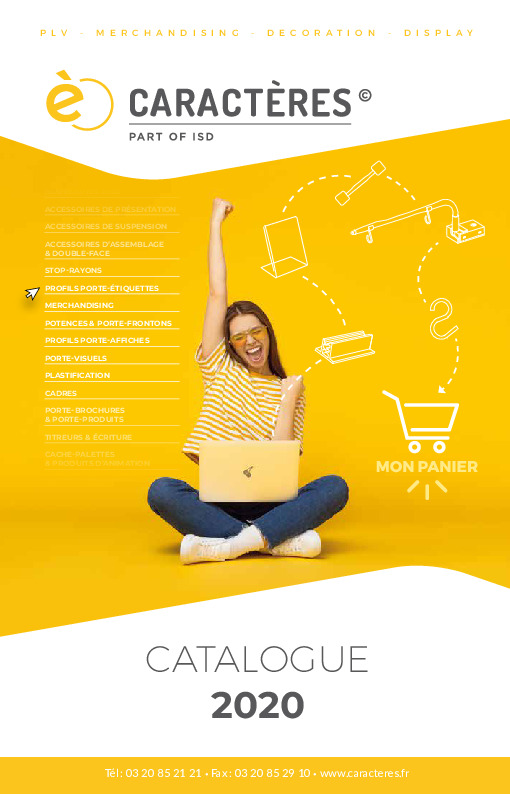 PLV · MERCHANDISING · DECORATION · DISPLAY
è
CARACTÈRES©
PART OF ISD
ACCESSOIRES DE PRÉSENTATION
ACCESSOIRES DE SUSPENSION
ACCESSOIRES D'ASSEMBLAGE
& DOUBLE-FACE
STOP-RAYONS
PROFILS PORTE-ÉTIQUETTES
MERCHANDISING
POTENCES & PORTE-FRONTONS
PROFILS PORTE-AFFICHES
PORTE-VISUELS
PLASTIFICATION
CADRES
PORTE-BROCHURES
& PORTE-PRODUITS
TITREURS & ÉCRITURE
CACHE-PALETTES
& PRODUITS D'ANIMATION
MON PANIER
CATALOGUE
2020
Tél : 03 20 85 21 21 • Fax : 03 20 85 29 10 • www.caracteres.fr